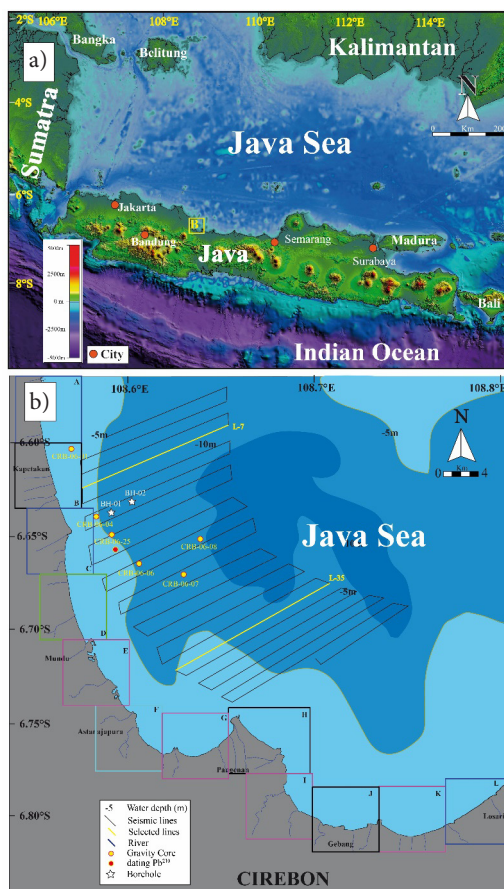 a)
2°S 106°E 108°E 110°E 112°E 114°E
Bangka
Belitung
Kalimantan
4°S
N
0 Km 200
Sumatra
Java Sea
6°S
Jakarta
B
Bandung
Java
Semarang
Madura
Surabaya
8°S
Bali
2500m
0 m
-2500m
City
Indian Ocean
b)
108.6°E 108.7°E 108.8°E
A
-5m
L-7
-5m
N
6.60°S
-10m
Kapetakan
0 Km 4
B
BH-02
BH-01
CRB-06-04
Java Sea
6.65°S
CRB-06-25
CRB-06-08
C
CRB-06-06
CRB-06-07
L-35
-5m
6.70°S
D
Mundu
E
F
G
H
6.75°S
Astanajapura
Pangenan
I
J
K
L
Losari
6.80°S
Gebang
-5 Water depth (m)
Seismic lines
Selected lines
River
Gravity Core
dating Pb²¹⁰
Borehole
CIREBON